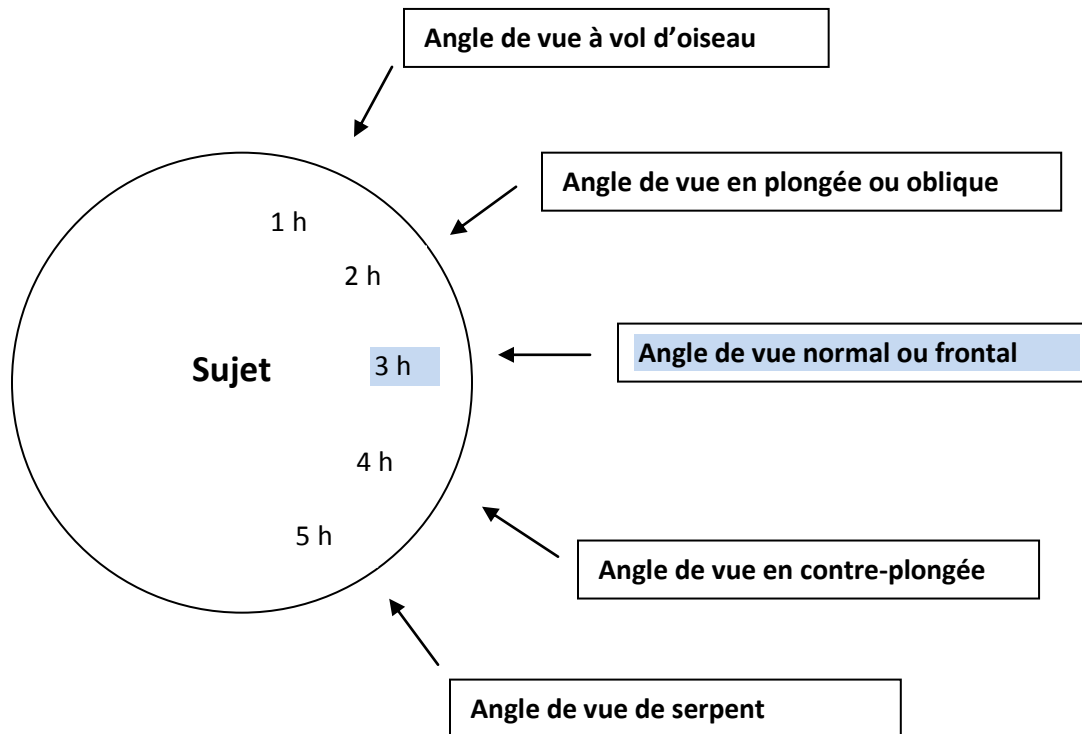 Angle de vue à vol d’oiseau
Angle de vue en plongée ou oblique
1 h
2 h
Angle de vue normal ou frontal
Sujet
3 h
4 h
5 h
Angle de vue en contre-plongée
Angle de vue de serpent